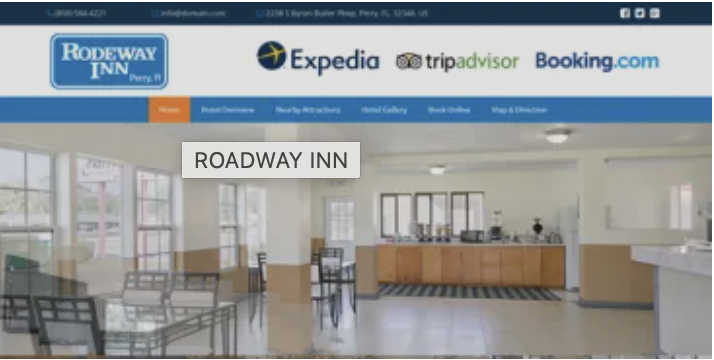 (850) 584-4221 info@domain.com 2238 S Byron Butler Pkwy, Perry, FL, 32348, US
RODEWAY
INN
Perry, Fl
Expedia tripadvisor Booking.com
Home Hotel Overview Nearby Attractions Hotel Gallery Book Online Map & Direction
ROADWAY INN